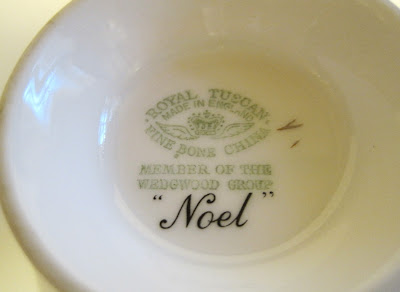 ROYAL TUSCAN
MADE IN ENGLAND
FINE BONE CHINA
MEMBER OF THE
WEDGWOOD GROUP
"Noel"